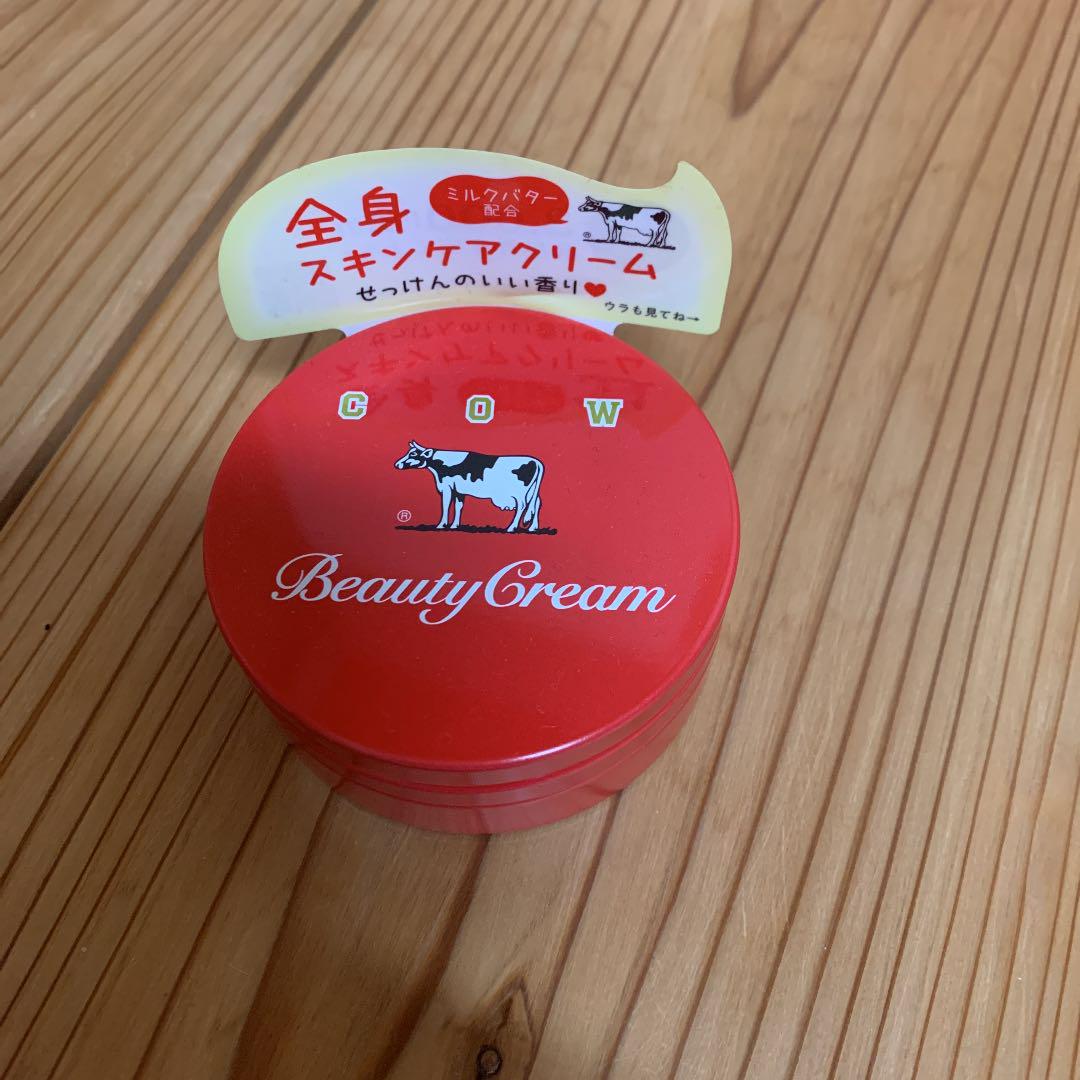 ミルクバター
配合
全身
スキンケアクリーム
せっけんのいい香り♥
®
ウラも見てね→
C O W
®
Beauty Cream